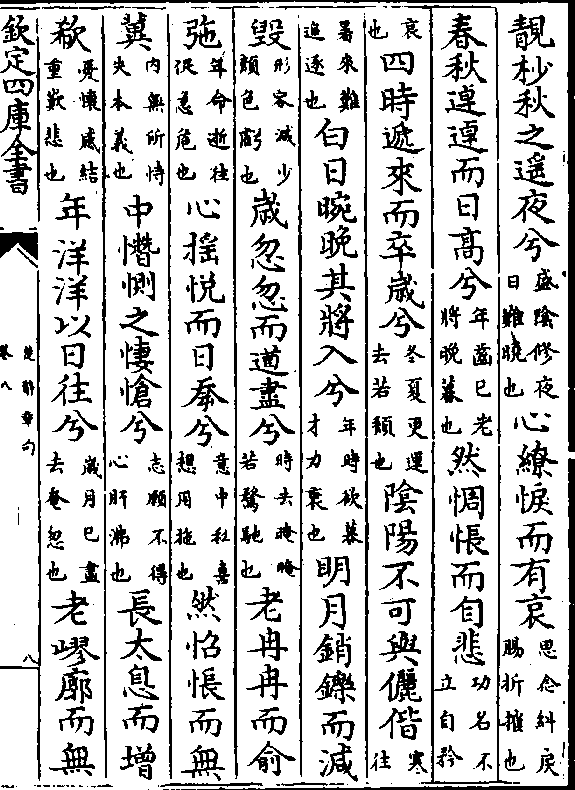 靚杪秋之遥夜兮盛陰修夜日難曉也心繚悷而有哀思念糾戾腸折摧也
春秋逴逴而日髙兮年齒已老將晚暮也然惆悵而自悲功名不立自矜
哀也四時遞來而卒歲兮冬夏更運去若頽也陰陽不可與儷偕寒往
暑來難追逐也白日晼晚其將入兮年時欲暮才力衰也明月銷鑠而減
毁形容減少顔色虧也歲忽忽而遒盡兮時去晻晻若鶩馳也老冉冉而俞
弛年命逝往促急危也心揺悦而日幸兮意中私喜想用施也然怊悵而無
冀内無所恃失本義也中憯惻之悽愴兮志願不得心肝沸也長太息而增
欷憂懷感結重歎悲也年洋洋以日往兮歲月已盡去奄忽也老嵺廓而無
欽定四庫全書
楚辭章句
卷八
八